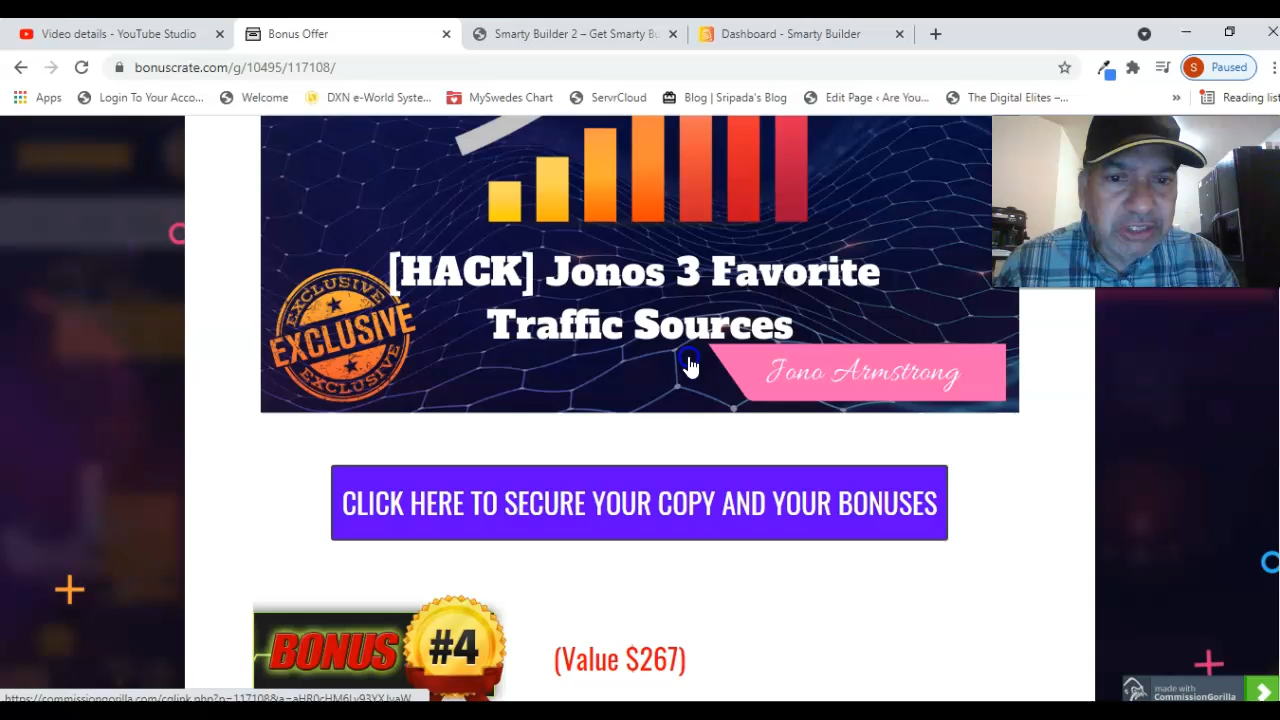 Video details - YouTube Studio
Bonus Offer
Smarty Builder 2 – Get Smarty Bu
Dashboard - Smarty Builder
bonuscrate.com/g/10495/117108/
S
Paused
Apps
Login To Your Acco...
Welcome
DXN e-World Syste...
MySwedes Chart
ServrCloud
Blog | Sripada's Blog
Edit Page ‹ Are You...
The Digital Elites –...
»
Reading list
[HACK] Jonos 3 Favorite
Traffic Sources
EXCLUSIVE
EXCLUSIVE
EXCLUSIVE
Jono Armstrong
CLICK HERE TO SECURE YOUR COPY AND YOUR BONUSES
BONUS
#4
(Value $267)
made with
CommissionGorilla